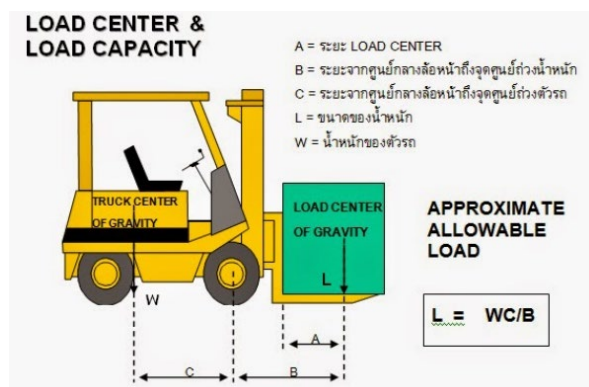 LOAD CENTER &
LOAD CAPACITY
A = ระยะ LOAD CENTER
B = ระยะจากศูนย์กลางล้อหน้าถึงจุดศูนย์ถ่วงน้ำหนัก
C = ระยะจากศูนย์กลางล้อหน้าถึงจุดศูนย์ถ่วงตัวรถ
L = ขนาดของน้ำหนัก
W = น้ำหนักของตัวรถ
TRUCK CENTER
OF GRAVITY
LOAD CENTER
OF GRAVITY
L
W
APPROXIMATE
ALLOWABLE
LOAD
L = WC/B
A
C
B